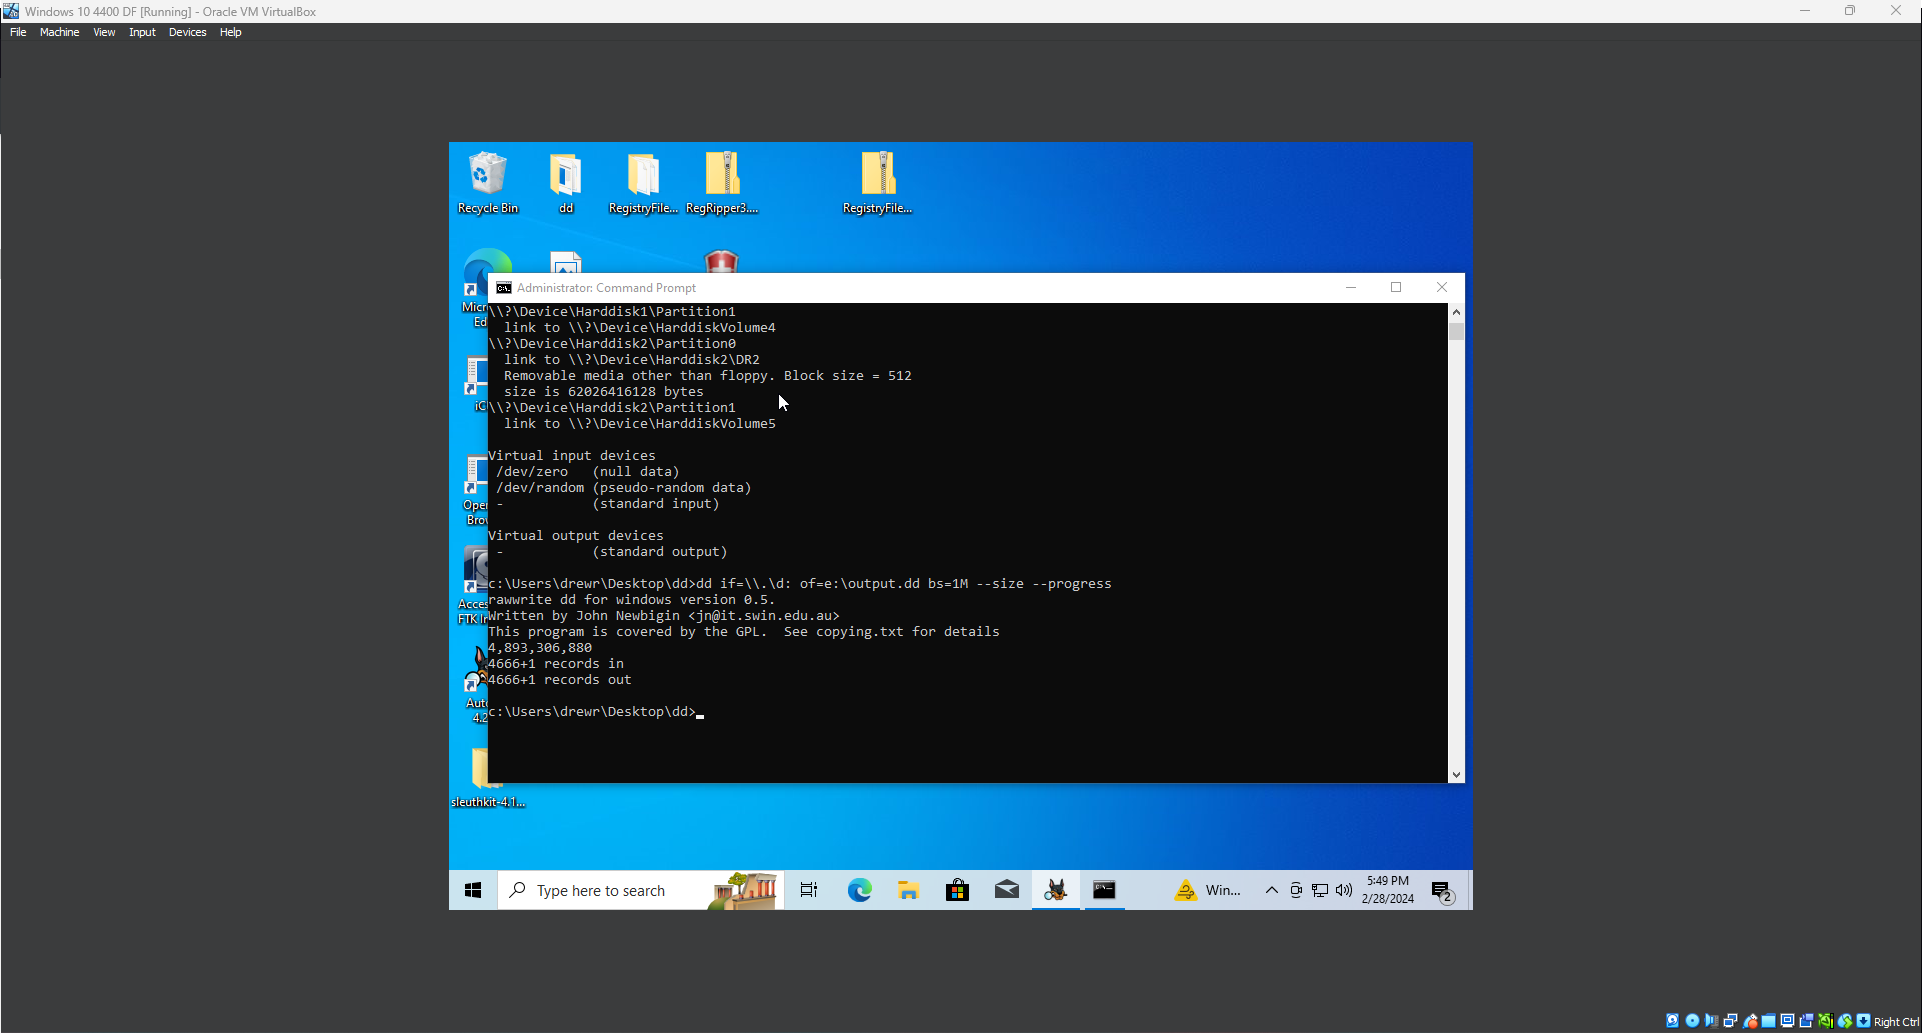 Windows 10 4400 DF [Running] - Oracle VM VirtualBox
File Machine View Input Devices Help
Recycle Bin
dd
RegistryFile...
RegRipper3....
RegistryFile...
Administrator: Command Prompt
\\?\Device\Harddisk1\Partition1
link to \\?\Device\HarddiskVolume4
\\?\Device\Harddisk2\Partition0
link to \\?\Device\Harddisk2\DR2
Removable media other than floppy. Block size = 512
size is 62026416128 bytes
\\?\Device\Harddisk2\Partition1
link to \\?\Device\HarddiskVolume5
Virtual input devices
/dev/zero (null data)
/dev/random (pseudo-random data)
- (standard input)
Virtual output devices
- (standard output)
c:\Users\drewr\Desktop\dd>dd if=\\.\d: of=e:\output.dd bs=1M --size --progress
rawwrite dd for windows version 0.5.
Written by John Newbigin <jn@it.swin.edu.au>
This program is covered by the GPL. See copying.txt for details
4,893,306,880
4666+1 records in
4666+1 records out
c:\Users\drewr\Desktop\dd>
Micr
Ed
iC
Oper
Brow
Acces
FTK Ir
Auto
4.2
sleuthkit-4.1...
Type here to search
Win...
5:49 PM
2/28/2024
2
Right Ctrl